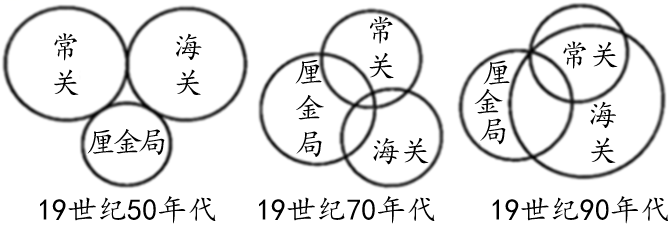 常关
海关
厘金局
19世纪50年代
常关
厘金局
海关
19世纪70年代
常关
厘金局
海关
19世纪90年代